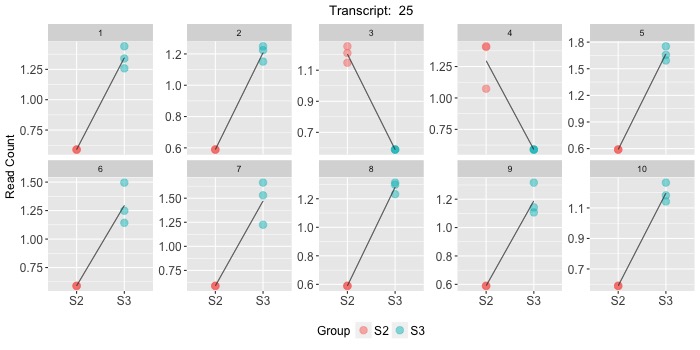 Transcript: 25
1 2 3 4 5
1.25 1.00 0.75
1.2 1.0 0.8 0.6
1.1 0.9 0.7
1.25 1.00 0.75
1.8 1.5 1.2 0.9 0.6
Read Count
6 7 8 9 10
1.50 1.25 1.00 0.75
1.50 1.25 1.00 0.75
1.2 1.0 0.8 0.6
1.2 1.0 0.8 0.6
1.1 0.9 0.7
S2 S3 S2 S3 S2 S3 S2 S3 S2 S3
Group S2 S3